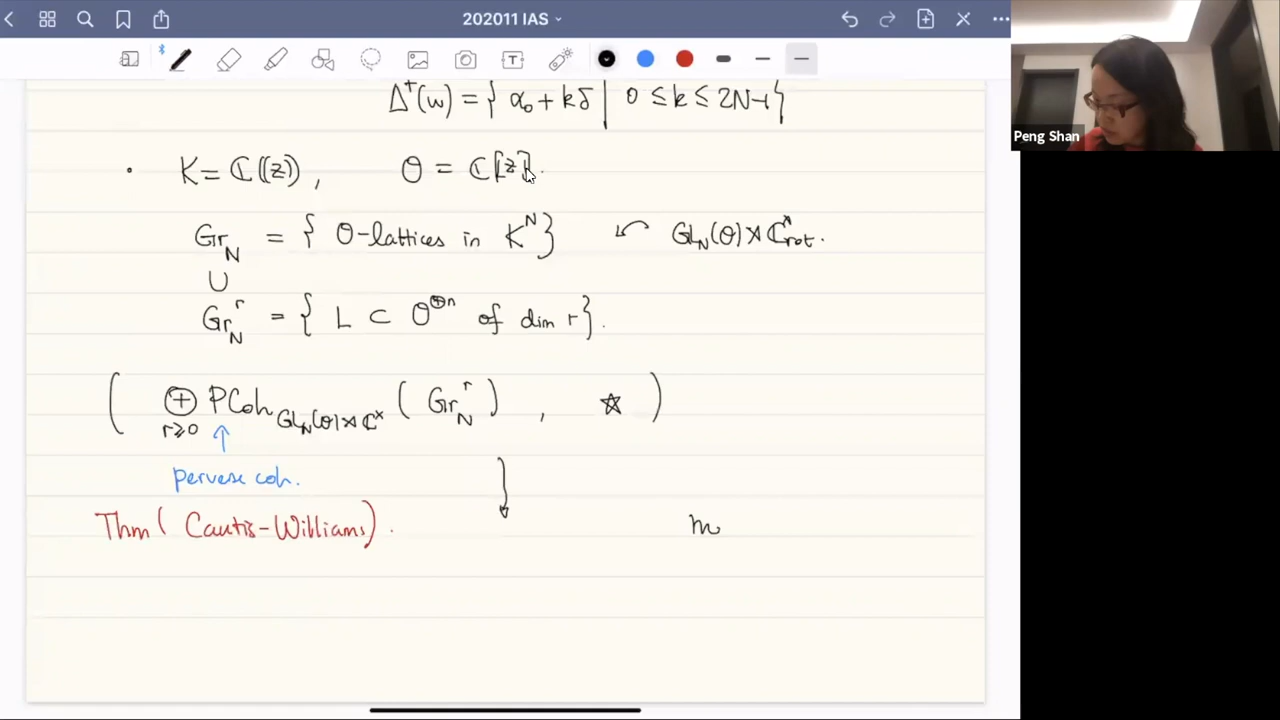 202011 IAS
Δ⁺(w) = { α₀ + kδ | 0 ≤ k ≤ 2N-1 }
Peng Shan
· K = ℂ((z)), O = ℂ[[z]].
Gr_N = { O-lattices in K^N } ↶ GL_N(O) ⋊ ℂ^×_rot.
∪
Gr_N^r = { L ⊂ O^{⊕n} of dim r }.
( ⊕_{r≥0} PCoh_{GL_N(O)⋊ℂ^×} ( Gr_N^r ) , ☆ )
↑
perverse coh.
Thm ( Cautis-Williams ). ↓ m